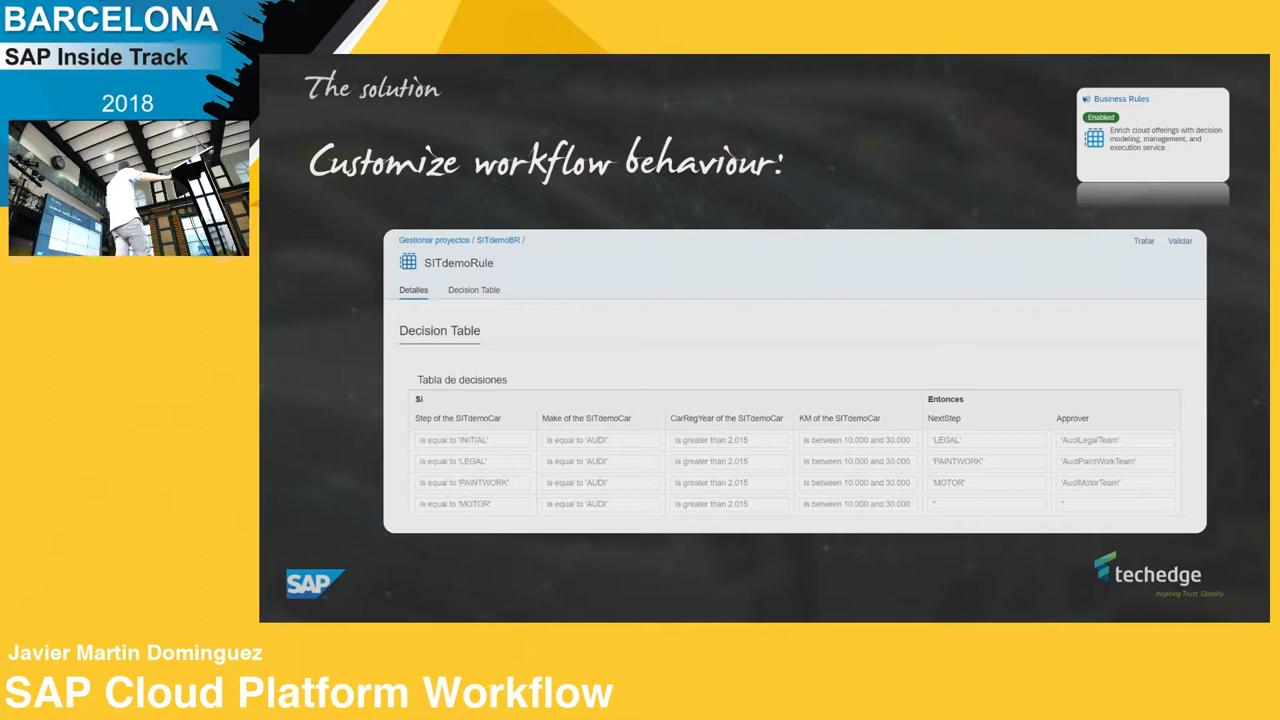 BARCELONA
SAP Inside Track
2018
The solution
Customize workflow behaviour:
Business Rules
Enabled
Enrich cloud offerings with decision
modeling, management, and
execution service.
Gestionar proyectos / SITdemoBR /
Tratar Validar
SITdemoRule
Detalles Decision Table
Decision Table
Tabla de decisiones
Si Entonces
Step of the SITdemoCar Make of the SITdemoCar CarRegYear of the SITdemoCar KM of the SITdemoCar NextStep Approver
is equal to 'INITIAL' is equal to 'AUDI' is greater than 2.015 is between 10.000 and 30.000 'LEGAL' 'AudiLegalTeam'
is equal to 'LEGAL' is equal to 'AUDI' is greater than 2.015 is between 10.000 and 30.000 'PAINTWORK' 'AudiPaintWorkTeam'
is equal to 'PAINTWORK' is equal to 'AUDI' is greater than 2.015 is between 10.000 and 30.000 'MOTOR' 'AudiMotorTeam'
is equal to 'MOTOR' is equal to 'AUDI' is greater than 2.015 is between 10.000 and 30.000 '' ''
SAP
techedge
Inspiring Trust. Globally.
Javier Martin Dominguez
SAP Cloud Platform Workflow